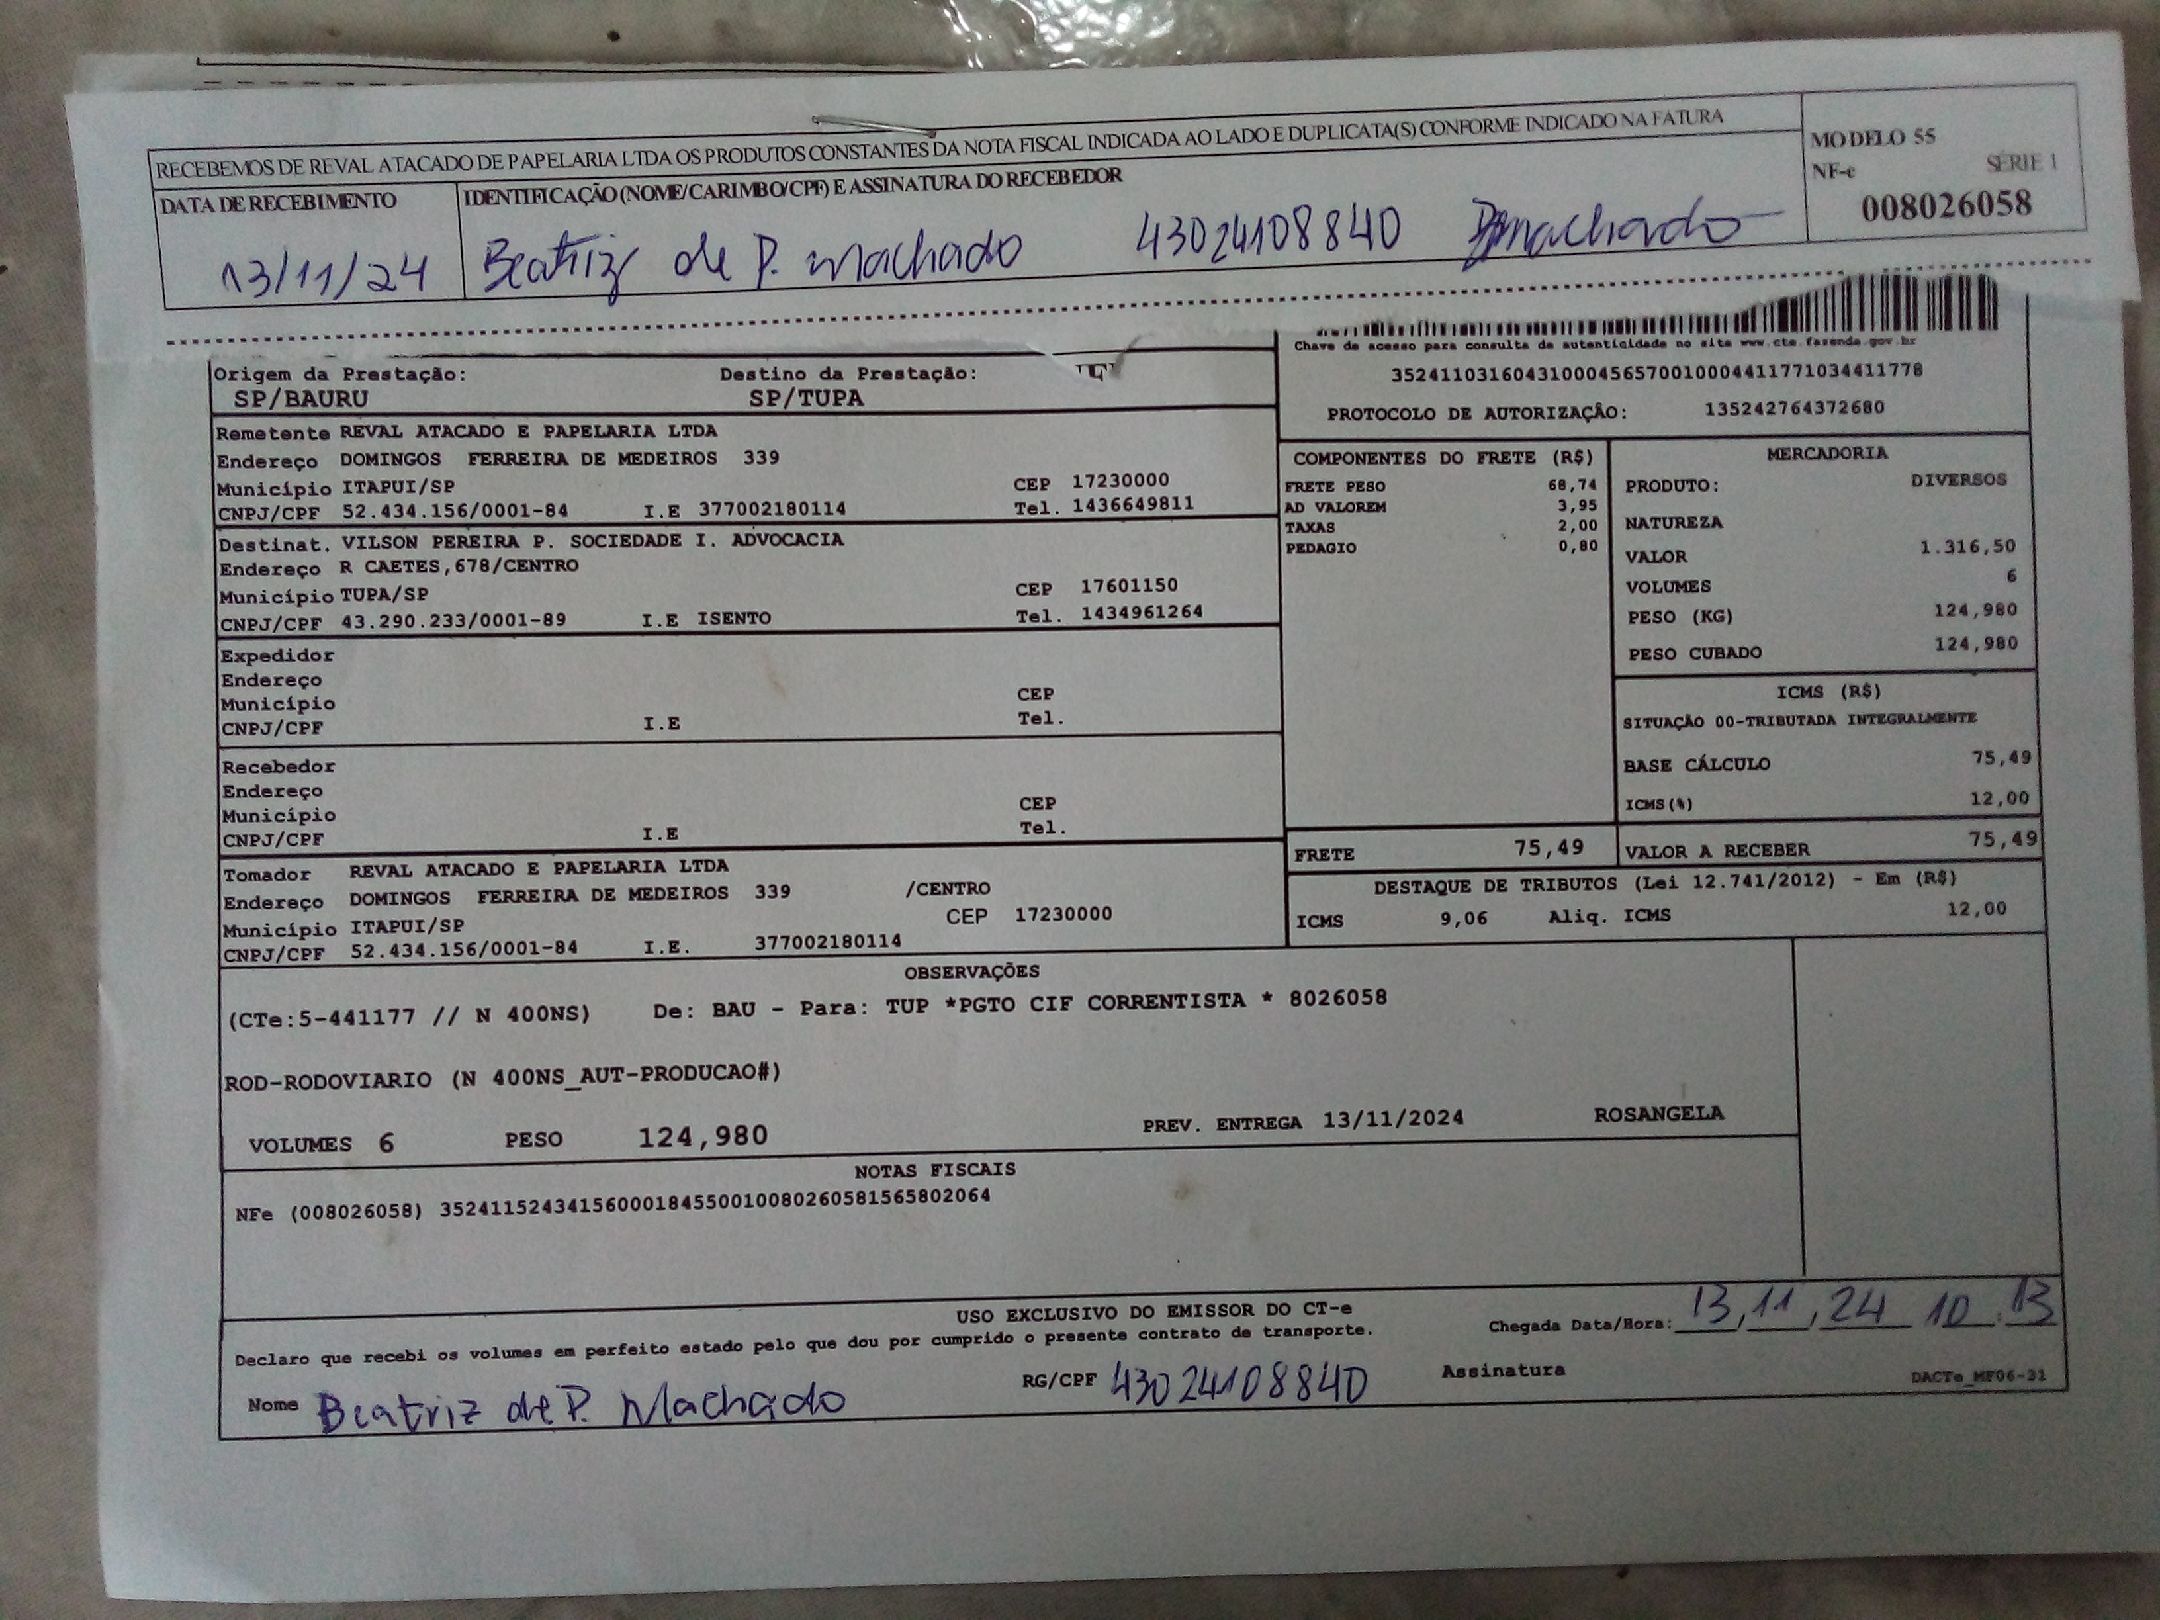 RECEBEMOS DE REVAL ATACADO DE PAPELARIA LTDA OS PRODUTOS CONSTANTES DA NOTA FISCAL INDICADA AO LADO E DUPLICATA(S) CONFORME INDICADO NA FATURA
MODELO 55
NF-e SÉRIE 1
008026058
DATA DE RECEBIMENTO IDENTIFICAÇÃO (NOME/CARIMBO/CPF) E ASSINATURA DO RECEBEDOR
13/11/24 Beatriz de P. Machado 43024108840 Machado
Chave de acesso para consulta de autenticidade no site www.cte.fazenda.gov.br
35241103160431000456570010004411771034411778
PROTOCOLO DE AUTORIZAÇÃO: 135242764372680
Origem da Prestação: Destino da Prestação:
SP/BAURU SP/TUPA
Remetente REVAL ATACADO E PAPELARIA LTDA
Endereço DOMINGOS FERREIRA DE MEDEIROS 339
Município ITAPUI/SP CEP 17230000
CNPJ/CPF 52.434.156/0001-84 I.E 377002180114 Tel. 1436649811
Destinat. VILSON PEREIRA P. SOCIEDADE I. ADVOCACIA
Endereço R CAETES,678/CENTRO
Município TUPA/SP CEP 17601150
CNPJ/CPF 43.290.233/0001-89 I.E ISENTO Tel. 1434961264
Expedidor
Endereço
Município CEP
CNPJ/CPF I.E Tel.
Recebedor
Endereço
Município CEP
CNPJ/CPF I.E Tel.
Tomador REVAL ATACADO E PAPELARIA LTDA
Endereço DOMINGOS FERREIRA DE MEDEIROS 339 /CENTRO
Município ITAPUI/SP CEP 17230000
CNPJ/CPF 52.434.156/0001-84 I.E. 377002180114
COMPONENTES DO FRETE (R$)
FRETE PESO 68,74
AD VALOREM 3,95
TAXAS 2,00
PEDAGIO 0,80
MERCADORIA
PRODUTO: DIVERSOS
NATUREZA
VALOR 1.316,50
VOLUMES 6
PESO (KG) 124,980
PESO CUBADO 124,980
ICMS (R$)
SITUAÇÃO 00-TRIBUTADA INTEGRALMENTE
BASE CÁLCULO 75,49
ICMS(%) 12,00
FRETE 75,49 VALOR A RECEBER 75,49
DESTAQUE DE TRIBUTOS (Lei 12.741/2012) - Em (R$)
ICMS 9,06 Aliq. ICMS 12,00
OBSERVAÇÕES
(CTe:5-441177 // N 400NS) De: BAU - Para: TUP *PGTO CIF CORRENTISTA * 8026058
ROD-RODOVIARIO (N 400NS_AUT-PRODUCAO#)
VOLUMES 6 PESO 124,980 PREV. ENTREGA 13/11/2024 ROSANGELA
NOTAS FISCAIS
NFe (008026058) 35241152434156000184550010080260581565802064
USO EXCLUSIVO DO EMISSOR DO CT-e
Declaro que recebi os volumes em perfeito estado pelo que dou por cumprido o presente contrato de transporte. Chegada Data/Hora: 13,11,24 10:13
Nome Beatriz de P. Machado RG/CPF 43024108840 Assinatura DACTe_MF06-31